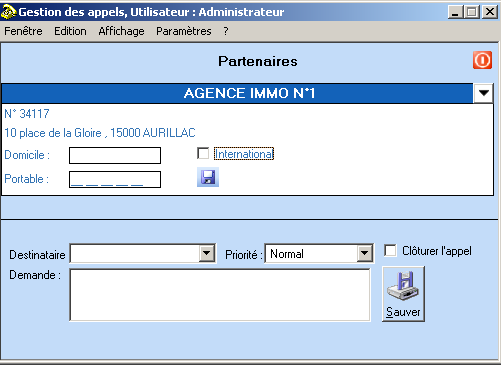 Gestion des appels, Utilisateur : Administrateur
Fenêtre Edition Affichage Paramètres ?
Partenaires
AGENCE IMMO N°1
N° 34117
10 place de la Gloire , 15000 AURILLAC
Domicile : International
Portable : __ __ __ __ __
Destinataire Priorité : Normal Clôturer l'appel
Demande :
Sauver